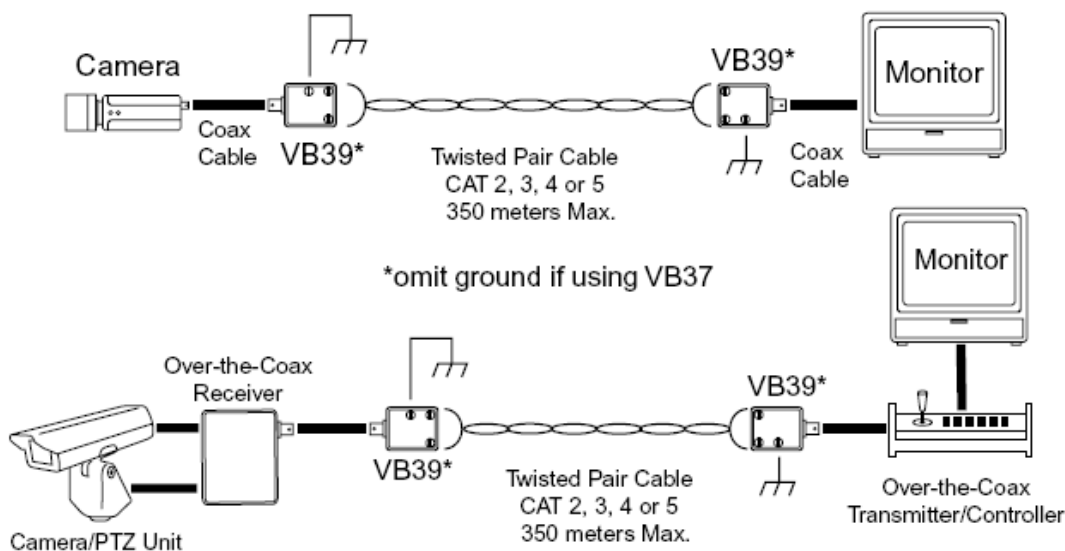 Camera
Coax
Cable
VB39*
Twisted Pair Cable
CAT 2, 3, 4 or 5
350 meters Max.
VB39*
Coax
Cable
Monitor
*omit ground if using VB37
Over-the-Coax
Receiver
Camera/PTZ Unit
VB39*
Twisted Pair Cable
CAT 2, 3, 4 or 5
350 meters Max.
VB39*
Monitor
Over-the-Coax
Transmitter/Controller